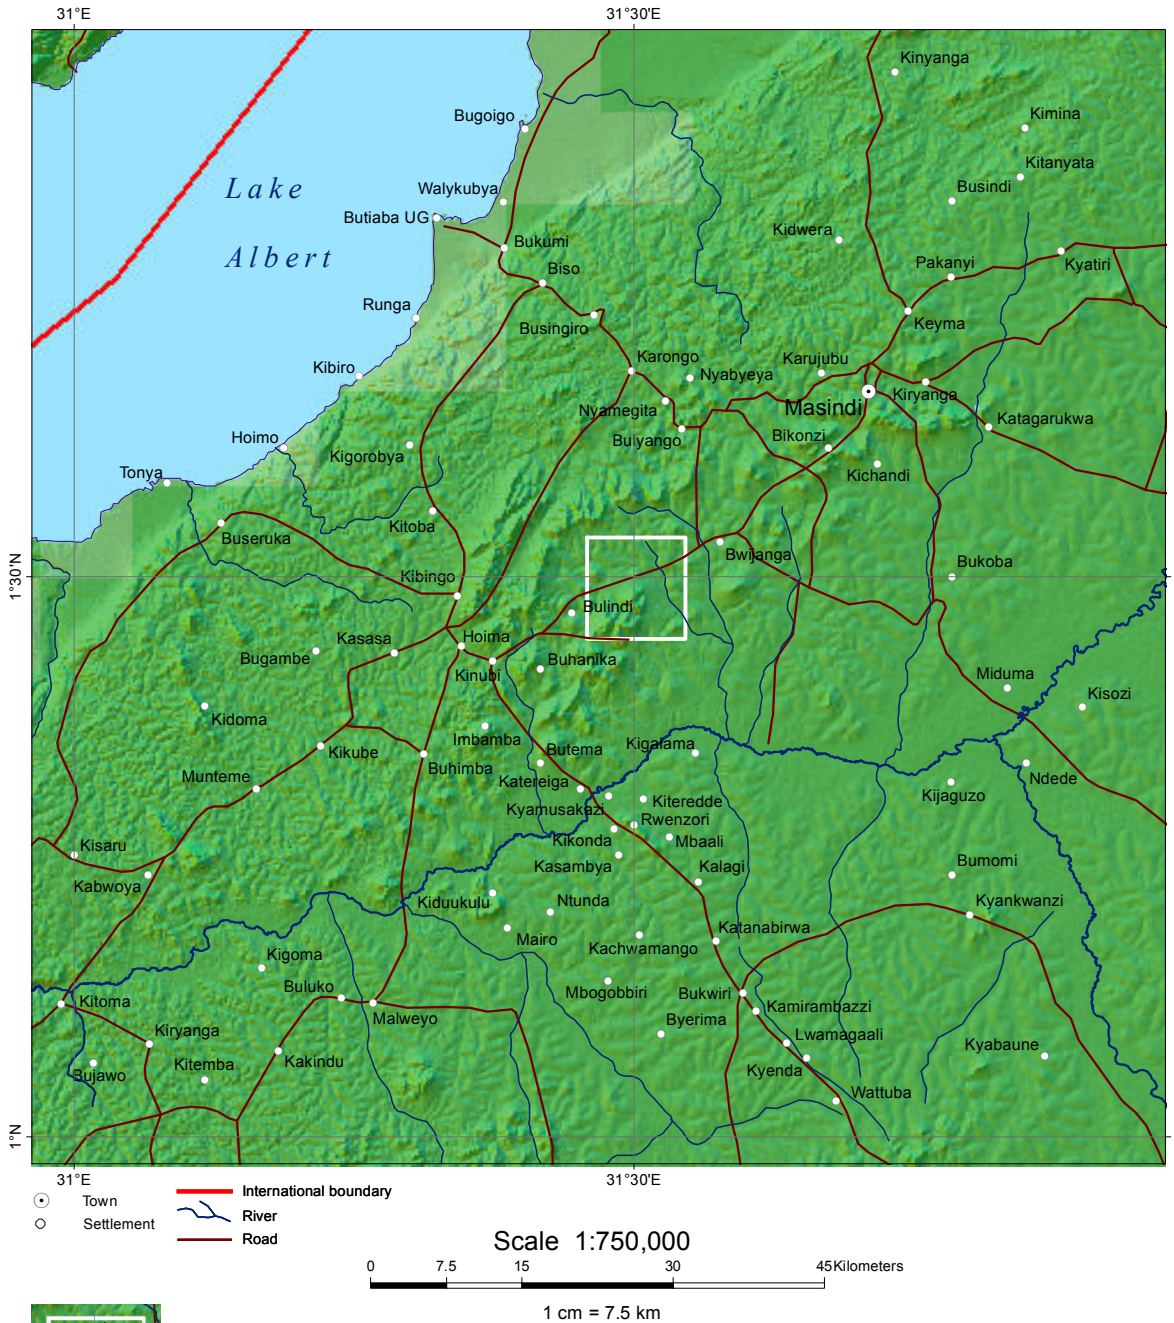 31°E
31°30'E
Kinyanga
Bugoigo
Kimina
Lake
Kitanyata
Walykubya
Busindi
Butiaba UG
Kidwera
Bukumi
Albert
Pakanyi
Kyatiri
Biso
Runga
Keyma
Busingiro
Karongo
Karujubu
Kibiro
Nyabyeya
Kiryanga
Masindi
Nyamegita
Katagarukwa
Hoimo
Bulyango
Bikonzi
Kigorobya
Tonya
Kichandi
Kitoba
Buseruka
Bwijanga
Bukoba
Kibingo
1°30'N
1°30'N
Bulindi
Kasasa
Hoima
Bugambe
Buhanika
Kinubi
Miduma
Kisozi
Kidoma
Imbamba
Kikube
Butema
Kigalama
Buhimba
Munteme
Katereiga
Ndede
Kijaguzo
Kyamusakazi
Kiteredde
Rwenzori
Kikonda
Mbaali
Kisaru
Kasambya
Kalagi
Bumomi
Kabwoya
Kiduukulu
Ntunda
Kyankwanzi
Mairo
Kachwamango
Katanabirwa
Kigoma
Buluko
Mbogobbiri
Bukwiri
Kitoma
Malweyo
Kamirambazzi
Byerima
Kiryanga
Lwamagaali
Kitemba
Kakindu
Kyabaune
Bujawo
Kyenda
Wattuba
1°N
1°N
31°E
31°30'E
Town
International boundary
Settlement
River
Road
Scale 1:750,000
0 7.5 15 30 45Kilometers
1 cm = 7.5 km